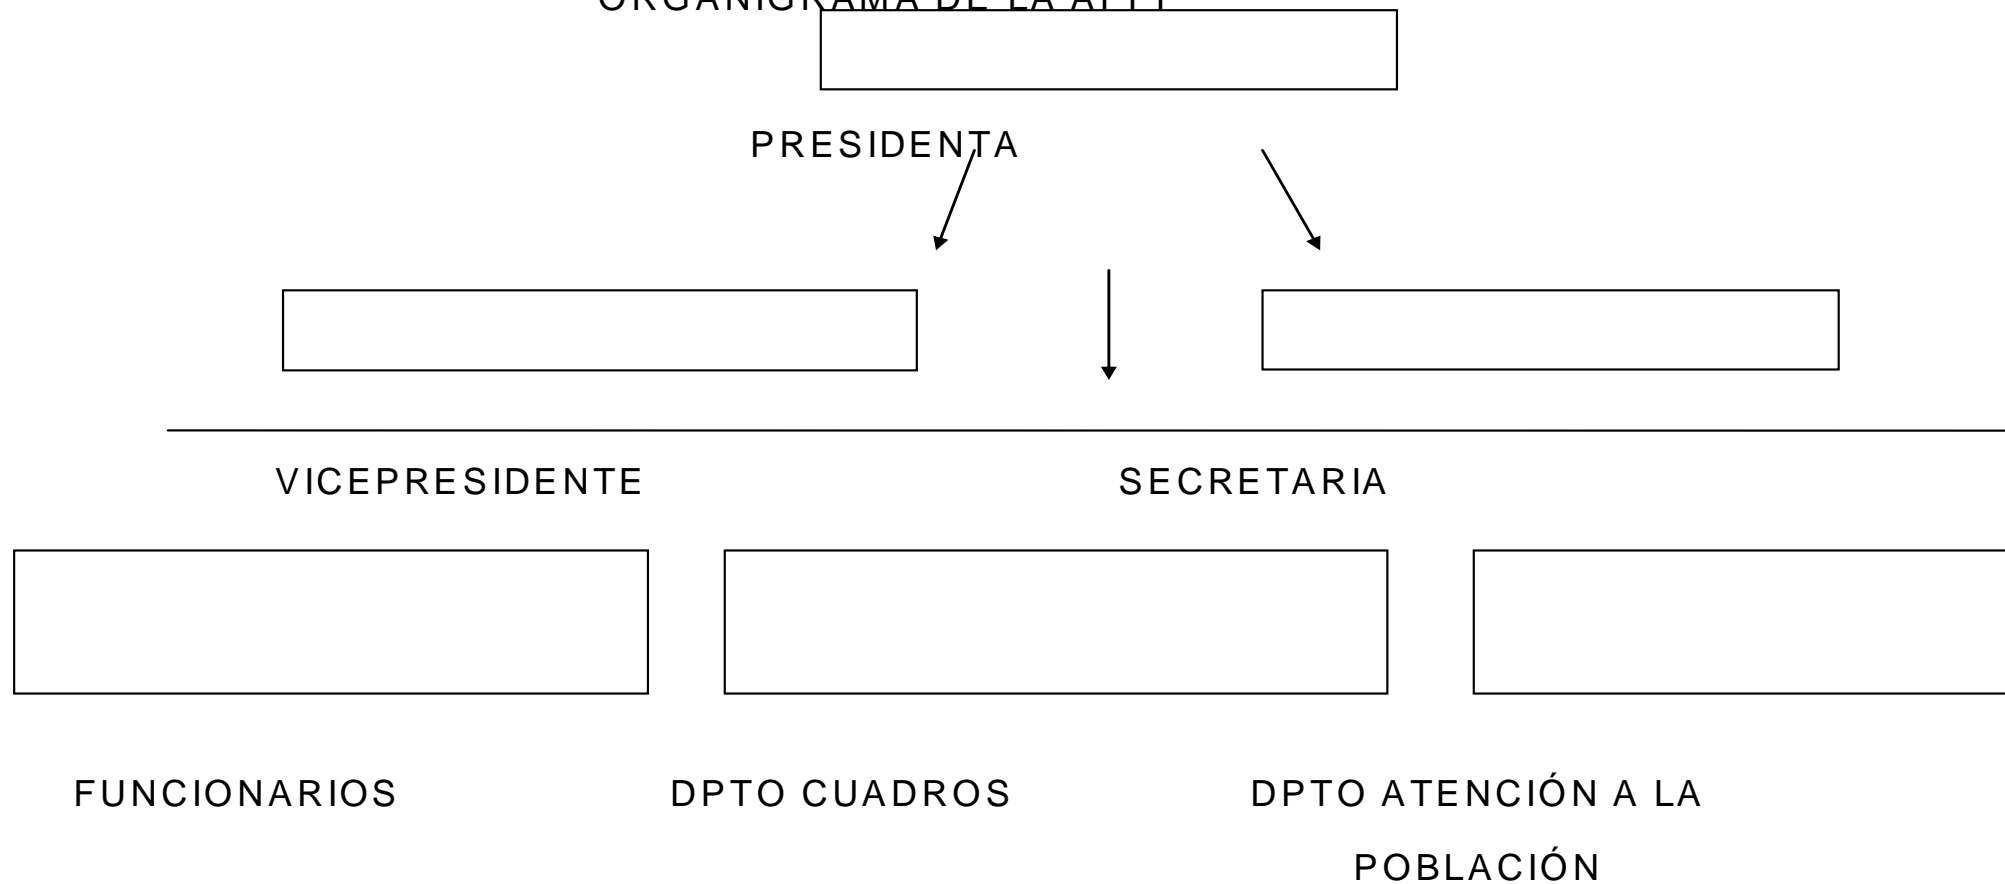 ORGANIGRAMA DE LA
PRESIDENTA
VICEPRESIDENTE SECRETARIA
FUNCIONARIOS DPTO CUADROS DPTO ATENCIÓN A LA
POBLACIÓN